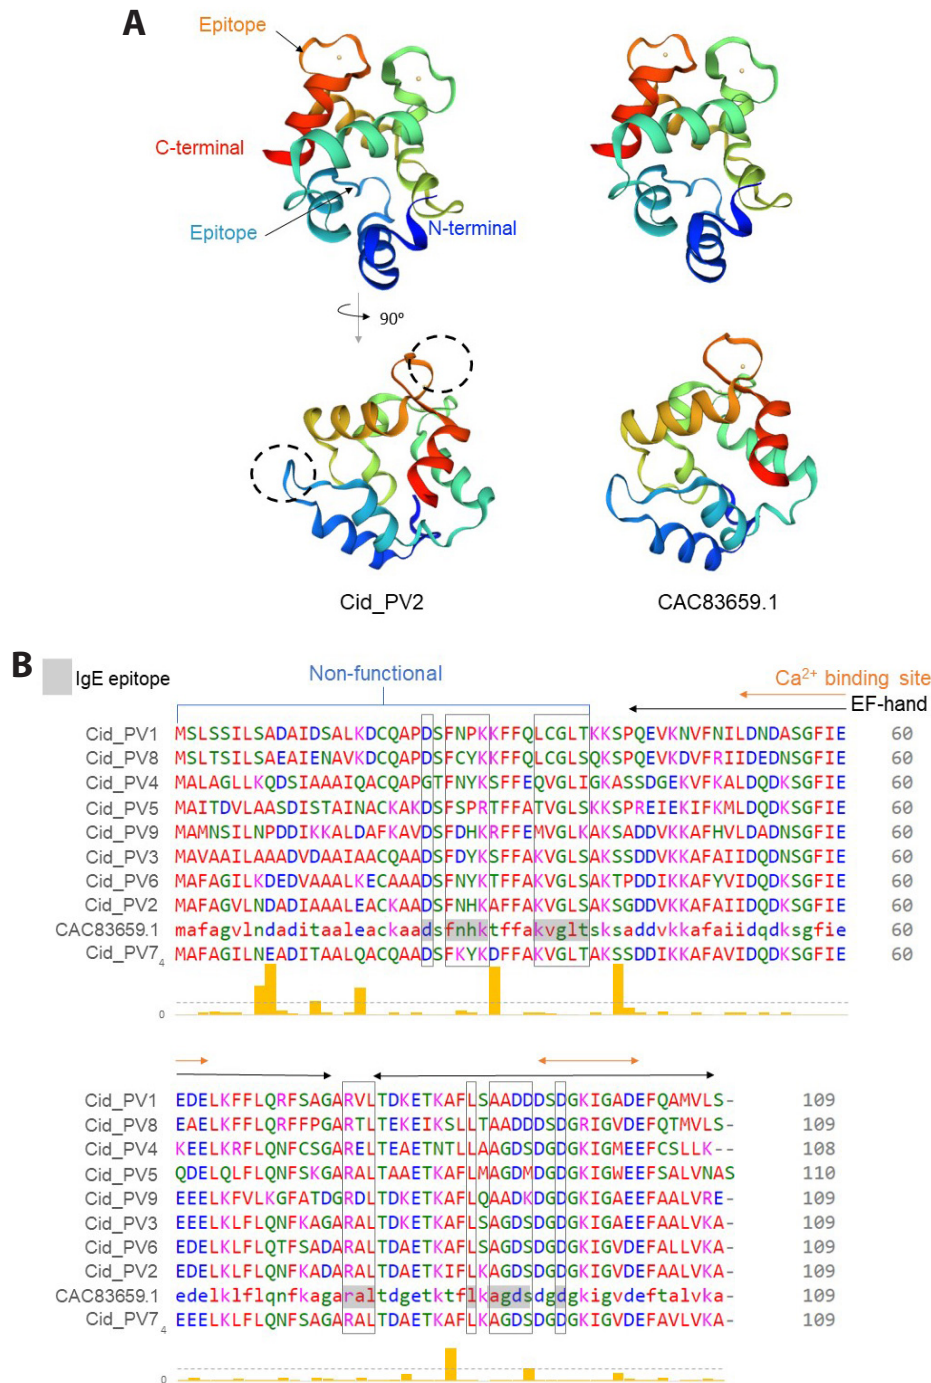 A
Epitope
C-terminal
Epitope
N-terminal
90°
Cid_PV2
CAC83659.1
B
IgE epitope
Non-functional
Ca²⁺ binding site
EF-hand
Cid_PV1 MSLSSILSADAIDSALKDCQAPDSFNPKKFFQLCGLTKKSPQEVKNVFNILDNDASGFIE 60
Cid_PV8 MSLTSILSAEAIENAVKDCQAPDSFCYKKFFQLCGLSQKSPQEVKDVFRIIDEDNSGFIE 60
Cid_PV4 MALAGLLKQDSIAAAIQACQAPGTFNYKSFFEQVGLIGKASSDGEKVFKALDQDKSGFIE 60
Cid_PV5 MAITDVLAASDISTAINACKAKDSFSPRTFFATVGLSKKSPREIEKIFKMLDQDKSGFIE 60
Cid_PV9 MAMNSILNPDDIKKALDAFKAVDSFDHKRFFEMVGLKAKSADDVKKAFHVLDADNSGFIE 60
Cid_PV3 MAVAAILAAADVDAAIAACQAADSFDYKSFFAKVGLSAKSSDDVKKAFAIIDQDNSGFIE 60
Cid_PV6 MAFAGILKDEDVAAALKECAAADSFNYKTFFAKVGLSAKTPDDIKKAFYVIDQDKSGFIE 60
Cid_PV2 MAFAGVLNDADIAAALEACKAADSFNHKAFFAKVGLSAKSGDDVKKAFAIIDQDKSGFIE 60
CAC83659.1 mafagvlndaditaaleackaadsfnhktffakvgltsksaddvkkafaiidqdksgfie 60
Cid_PV7 MAFAGILNEADITAALQACQAADSFKYKDFFAKVGLTAKSSDDIKKAFAVIDQDKSGFIE 60
4
0
Cid_PV1 EDELKFFLQRFSAGARVLTDKETKAFLSAADDDSDGKIGADEFQAMVLS- 109
Cid_PV8 EAELKFFLQRFFPGARTLTEKEIKSLLTAADDDSDGRIGVDEFQTMVLS- 109
Cid_PV4 KEELKRFLQNFCSGARELTEAETNTLLAAGDSDGDGKIGMEEFCSLLK-- 108
Cid_PV5 QDELQLFLQNFSKGARALTAAETKAFLMAGDMDGDGKIGWEEFSALVNAS 110
Cid_PV9 EEELKFVLKGFATDGRDLTDKETKAFLQAADKDGDGKIGAEEFAALVRE- 109
Cid_PV3 EEELKLFLQNFKAGARALTDKETKAFLSAGDSDGDGKIGAEEFAALVKA- 109
Cid_PV6 EDELKLFLQTFSADARALTDAETKAFLSAGDSDGDGKIGVDEFALLVKA- 109
Cid_PV2 EDELKLFLQNFKADARALTDAETKIFLKAGDSDGDGKIGVDEFAALVKA- 109
CAC83659.1 edelklflqnfkagaraltdgetktflkagdsdgdgkigvdeftalvka- 109
Cid_PV7 EEELKLFLQNFSAGARALTDAETKAFLKAGDSDGDGKIGVDEFAALVKA- 109
4
0